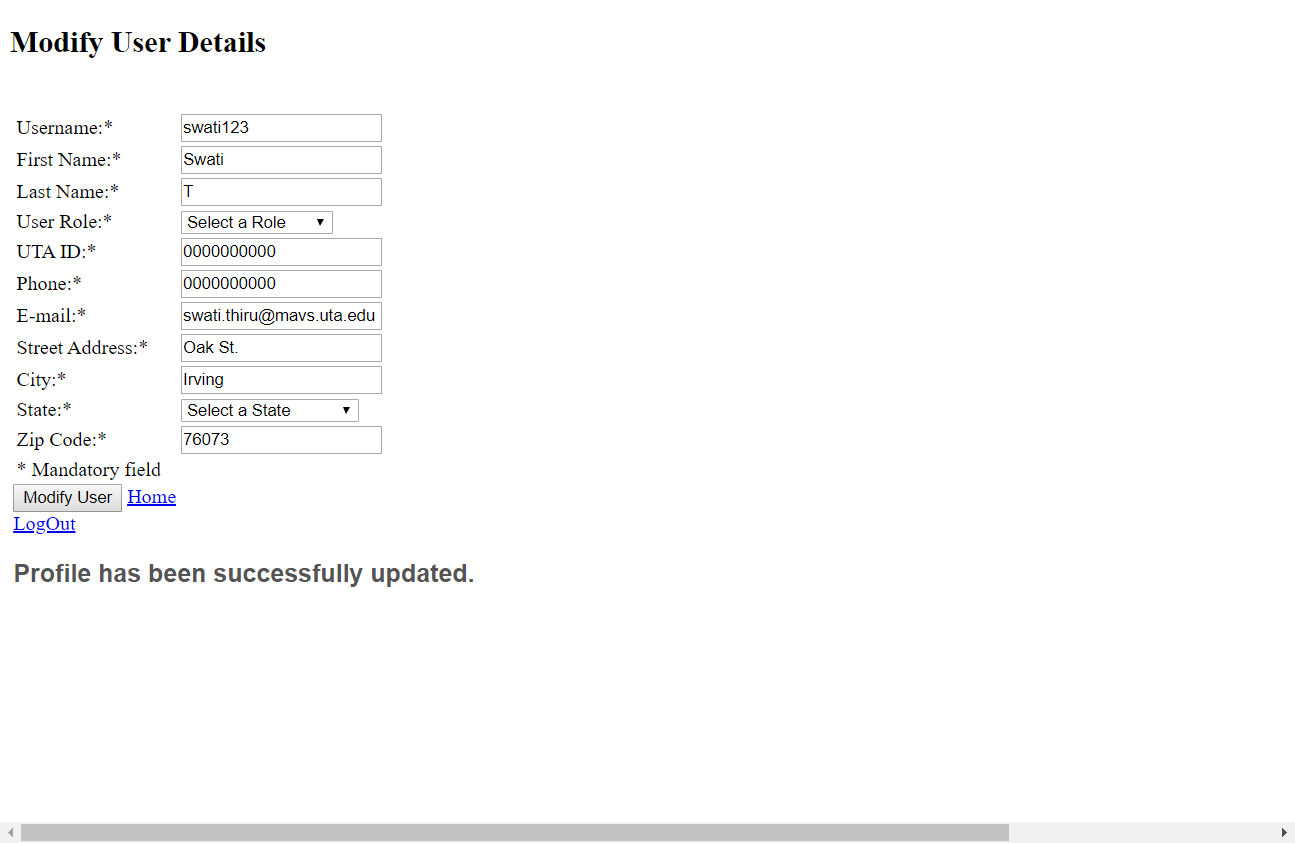 Modify User Details
Username:* swati123
First Name:* Swati
Last Name:* T
User Role:* Select a Role
UTA ID:* 0000000000
Phone:* 0000000000
E-mail:* swati.thiru@mavs.uta.edu
Street Address:* Oak St.
City:* Irving
State:* Select a State
Zip Code:* 76073
* Mandatory field
Modify User Home
LogOut
Profile has been successfully updated.